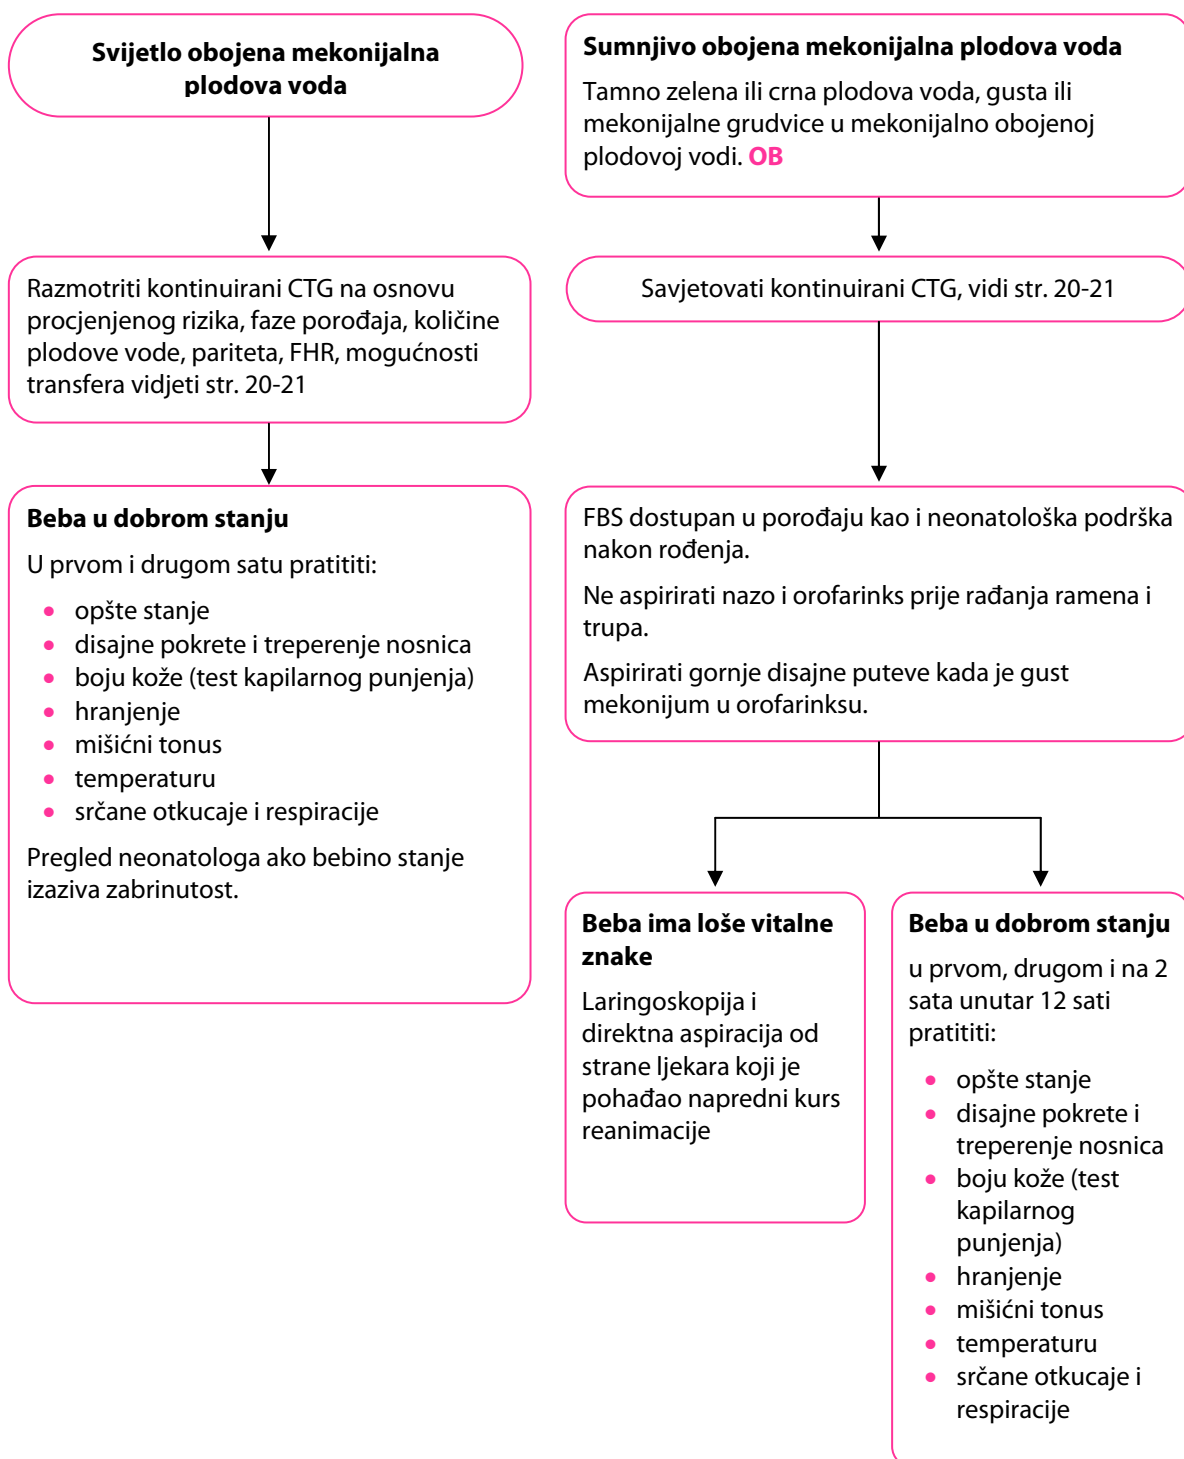 Svijetlo obojena mekonijalna
plodova voda
Razmotriti kontinuirani CTG na osnovu
procjenjenog rizika, faze porođaja, količine
plodove vode, pariteta, FHR, mogućnosti
transfera vidjeti str. 20-21
Beba u dobrom stanju
U prvom i drugom satu pratititi:
• opšte stanje
• disajne pokrete i treperenje nosnica
• boju kože (test kapilarnog punjenja)
• hranjenje
• mišićni tonus
• temperaturu
• srčane otkucaje i respiracije
Pregled neonatologa ako bebino stanje
izaziva zabrinutost.
Sumnjivo obojena mekonijalna plodova voda
Tamno zelena ili crna plodova voda, gusta ili
mekonijalne grudvice u mekonijalno obojenoj
plodovoj vodi. OB
Savjetovati kontinuirani CTG, vidi str. 20-21
FBS dostupan u porođaju kao i neonatološka podrška
nakon rođenja.
Ne aspirirati nazo i orofarinks prije rađanja ramena i
trupa.
Aspirirati gornje disajne puteve kada je gust
mekonijum u orofarinksu.
Beba ima loše vitalne
znake
Laringoskopija i
direktna aspiracija od
strane ljekara koji je
pohađao napredni kurs
reanimacije
Beba u dobrom stanju
u prvom, drugom i na 2
sata unutar 12 sati
pratititi:
• opšte stanje
• disajne pokrete i
treperenje nosnica
• boju kože (test
kapilarnog
punjenja)
• hranjenje
• mišićni tonus
• temperaturu
• srčane otkucaje i
respiracije